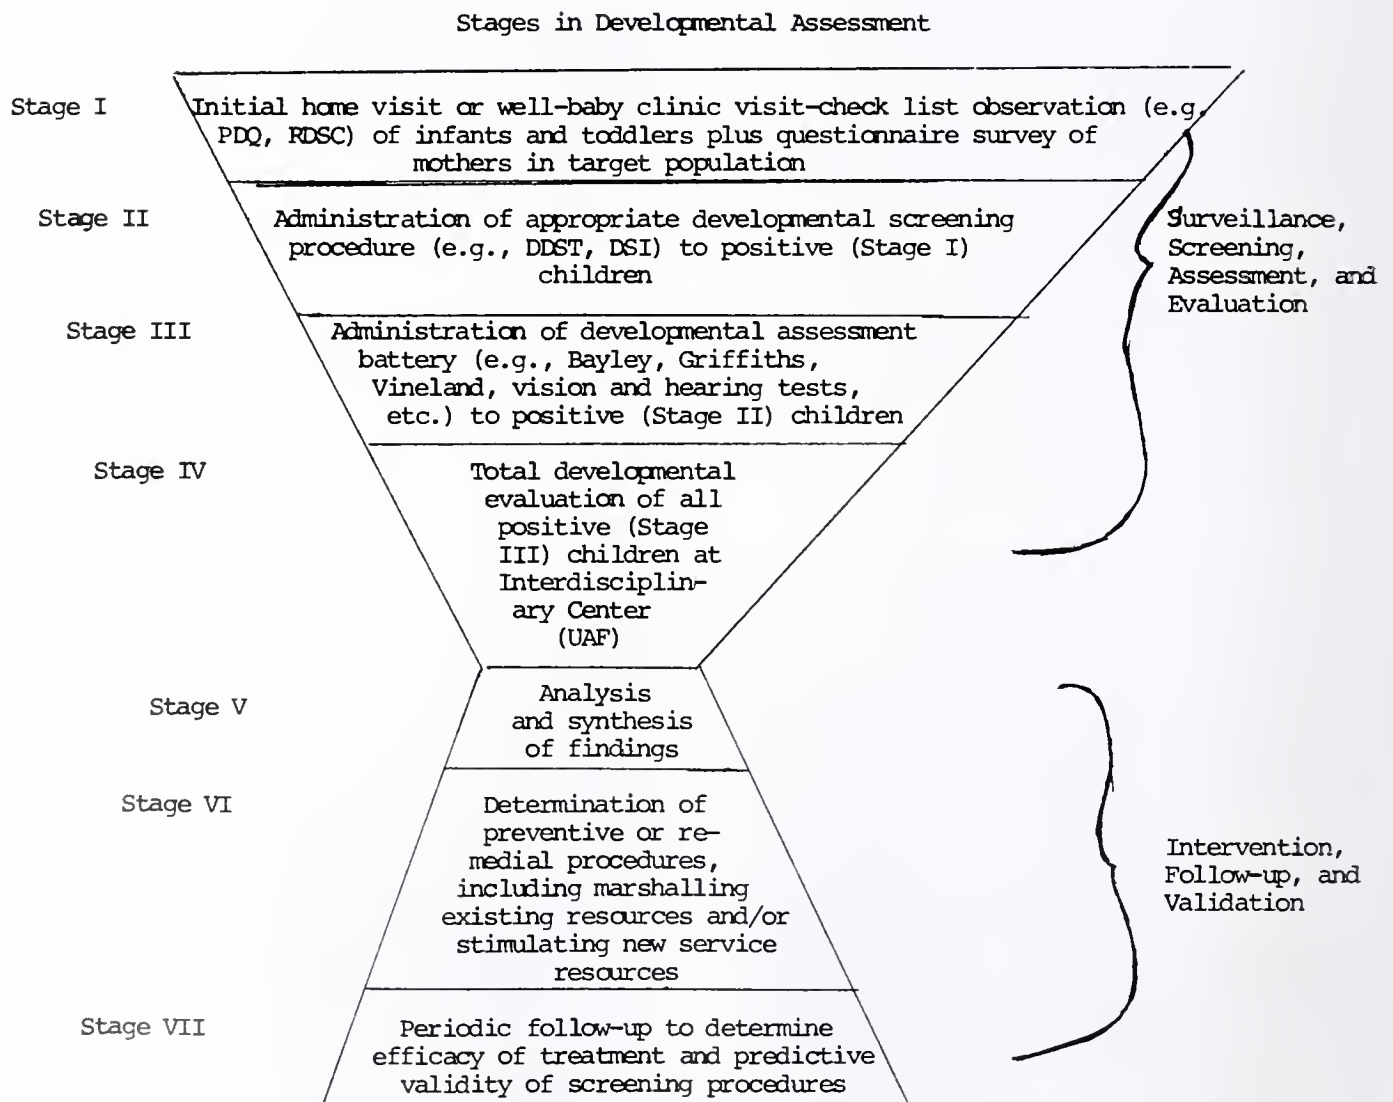 Stages in Developmental Assessment
Stage I
Initial home visit or well-baby clinic visit-check list observation (e.g.
PDQ, RDSC) of infants and toddlers plus questionnaire survey of
mothers in target population
Stage II
Administration of appropriate developmental screening
procedure (e.g., DDST, DSI) to positive (Stage I)
children
Surveillance,
Screening,
Assessment, and
Evaluation
Stage III
Administration of developmental assessment
battery (e.g., Bayley, Griffiths,
Vineland, vision and hearing tests,
etc.) to positive (Stage II) children
Stage IV
Total developmental
evaluation of all
positive (Stage
III) children at
Interdisciplin-
ary Center
(UAF)
Stage V
Analysis
and synthesis
of findings
Stage VI
Determination of
preventive or re-
medial procedures,
including marshalling
existing resources and/or
stimulating new service
resources
Intervention,
Follow-up, and
Validation
Stage VII
Periodic follow-up to determine
efficacy of treatment and predictive
validity of screening procedures